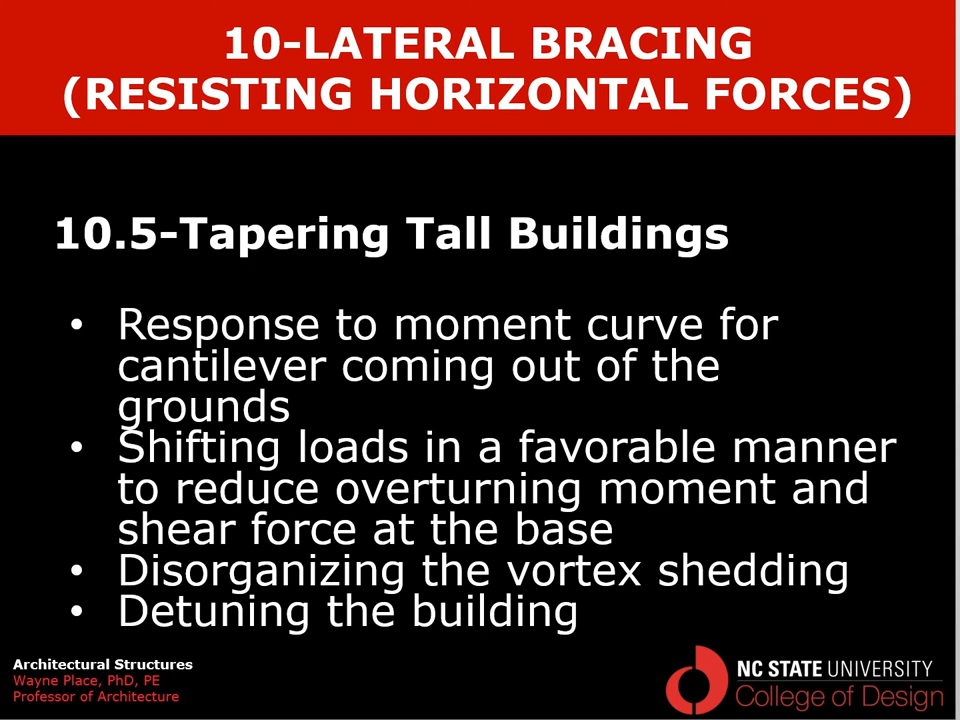 10-LATERAL BRACING
(RESISTING HORIZONTAL FORCES)
10.5-Tapering Tall Buildings
• Response to moment curve for
cantilever coming out of the
grounds
• Shifting loads in a favorable manner
to reduce overturning moment and
shear force at the base
• Disorganizing the vortex shedding
• Detuning the building
Architectural Structures
Wayne Place, PhD, PE
Professor of Architecture
NC STATE UNIVERSITY
College of Design